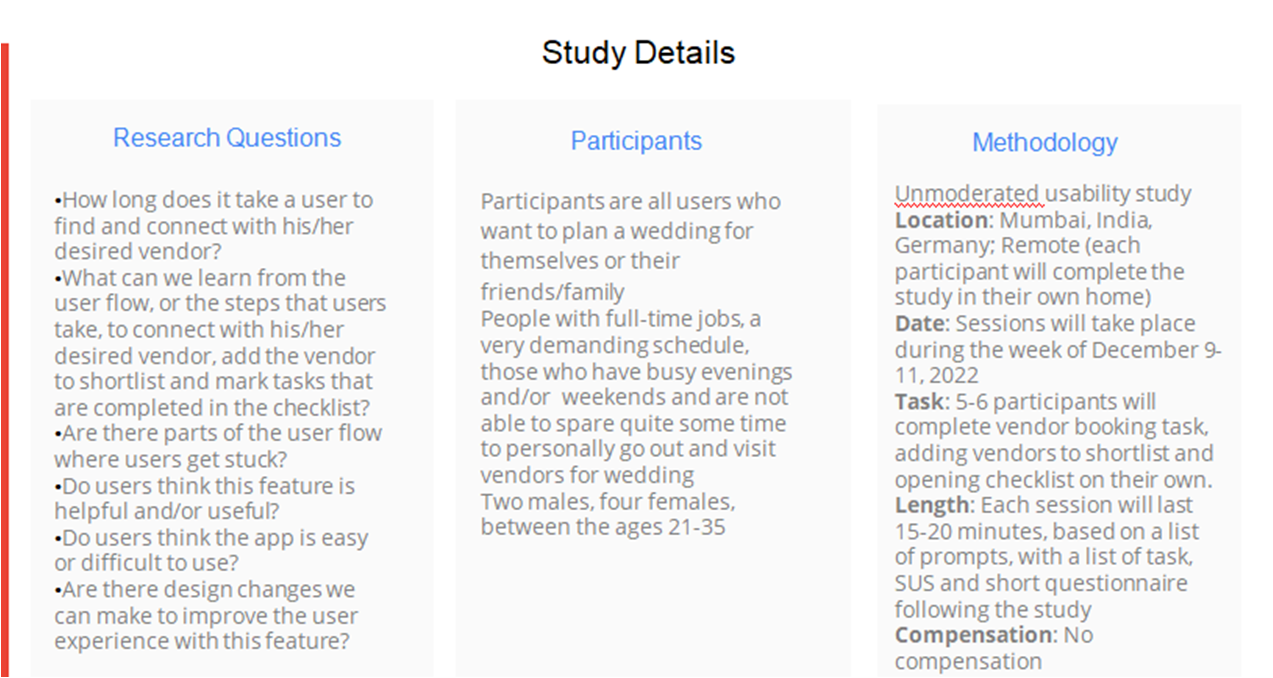 Study Details
Research Questions
•How long does it take a user to
find and connect with his/her
desired vendor?
•What can we learn from the
user flow, or the steps that users
take, to connect with his/her
desired vendor, add the vendor
to shortlist and mark tasks that
are completed in the checklist?
•Are there parts of the user flow
where users get stuck?
•Do users think this feature is
helpful and/or useful?
•Do users think the app is easy
or difficult to use?
•Are there design changes we
can make to improve the user
experience with this feature?
Participants
Participants are all users who
want to plan a wedding for
themselves or their
friends/family
People with full-time jobs, a
very demanding schedule,
those who have busy evenings
and/or weekends and are not
able to spare quite some time
to personally go out and visit
vendors for wedding
Two males, four females,
between the ages 21-35
Methodology
Unmoderated usability study
Location: Mumbai, India,
Germany; Remote (each
participant will complete the
study in their own home)
Date: Sessions will take place
during the week of December 9-
11, 2022
Task: 5-6 participants will
complete vendor booking task,
adding vendors to shortlist and
opening checklist on their own.
Length: Each session will last
15-20 minutes, based on a list
of prompts, with a list of task,
SUS and short questionnaire
following the study
Compensation: No
compensation